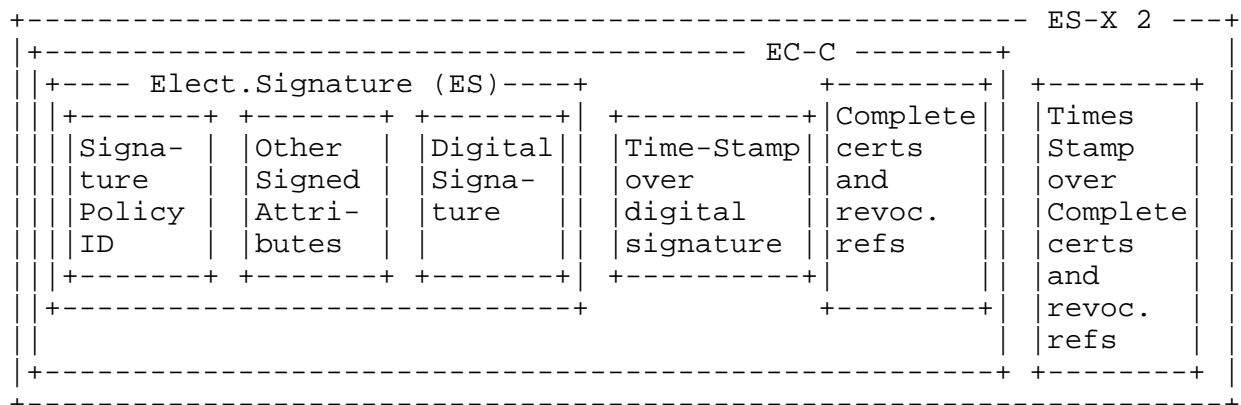 +--------------------------------------------------------- ES-X 2 ---+
|+---------------------------------------- EC-C --------+            |
||+---- Elect.Signature (ES)----+             +--------+| +--------+ |
|||+-------+ +-------+ +-------+| +----------+|Complete|| |Times   | |
||||Signa- | |Other  | |Digital|| |Time-Stamp||certs   || |Stamp   | |
||||ture   | |Signed | |Signa- || |over      ||and     || |over    | |
||||Policy | |Attri- | |ture   || |digital   ||revoc.  || |Complete| |
||||ID     | |butes  | |       || |signature ||refs    || |certs   | |
|||+-------+ +-------+ +-------+| +----------+|        || |and     | |
||+-----------------------------+             +--------+| |revoc.  | |
||                                                      | |refs    | |
|+------------------------------------------------------+ +--------+ |
+--------------------------------------------------------------------+